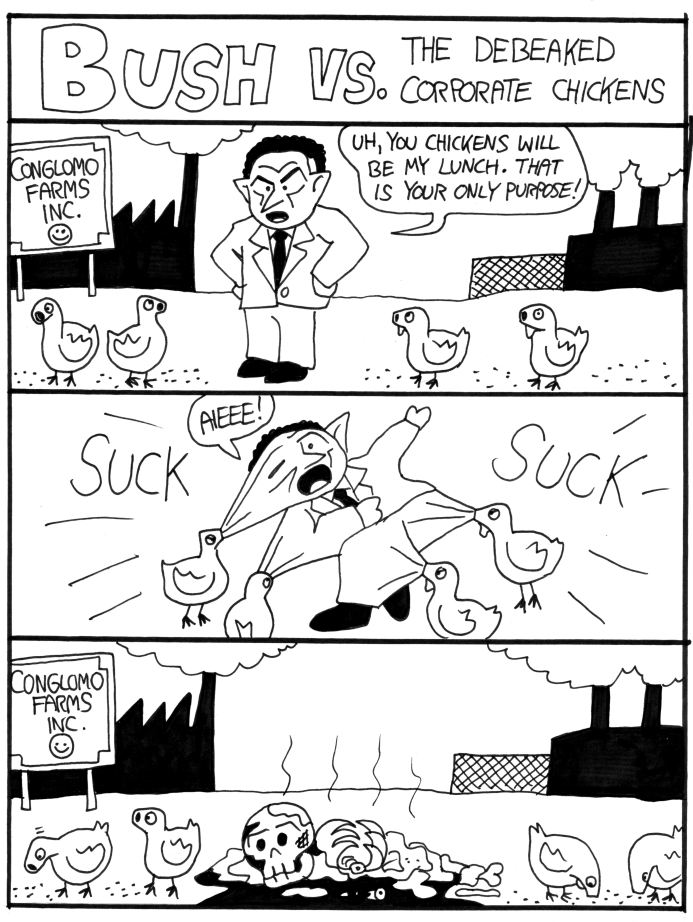 BUSH VS. THE DEBEAKED
CORPORATE CHICKENS
CONGLOMO
FARMS
INC.
UH, YOU CHICKENS WILL
BE MY LUNCH. THAT
IS YOUR ONLY PURPOSE!
AIEEE!
SUCK
SUCK
CONGLOMO
FARMS
INC.